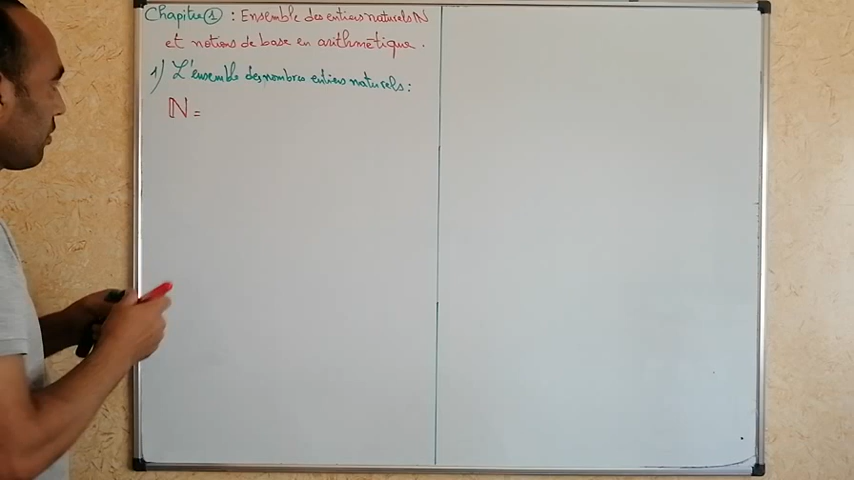 Chapitre ① : Ensemble des entiers naturels N
et notions de base en arithmétique.
1) L'ensemble des nombres entiers naturels :
ℕ =